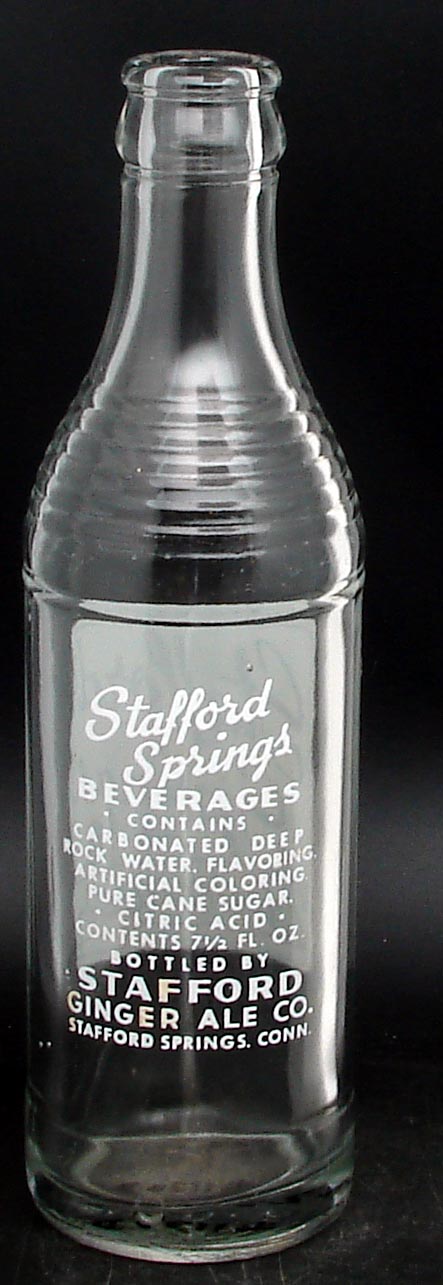 Stafford
Springs
BEVERAGES
• CONTAINS •
CARBONATED DEEP
ROCK WATER, FLAVORING,
ARTIFICIAL COLORING
PURE CANE SUGAR,
• CITRIC ACID •
CONTENTS 7½ FL. OZ.
BOTTLED BY
STAFFORD
GINGER ALE CO.
STAFFORD SPRINGS, CONN.